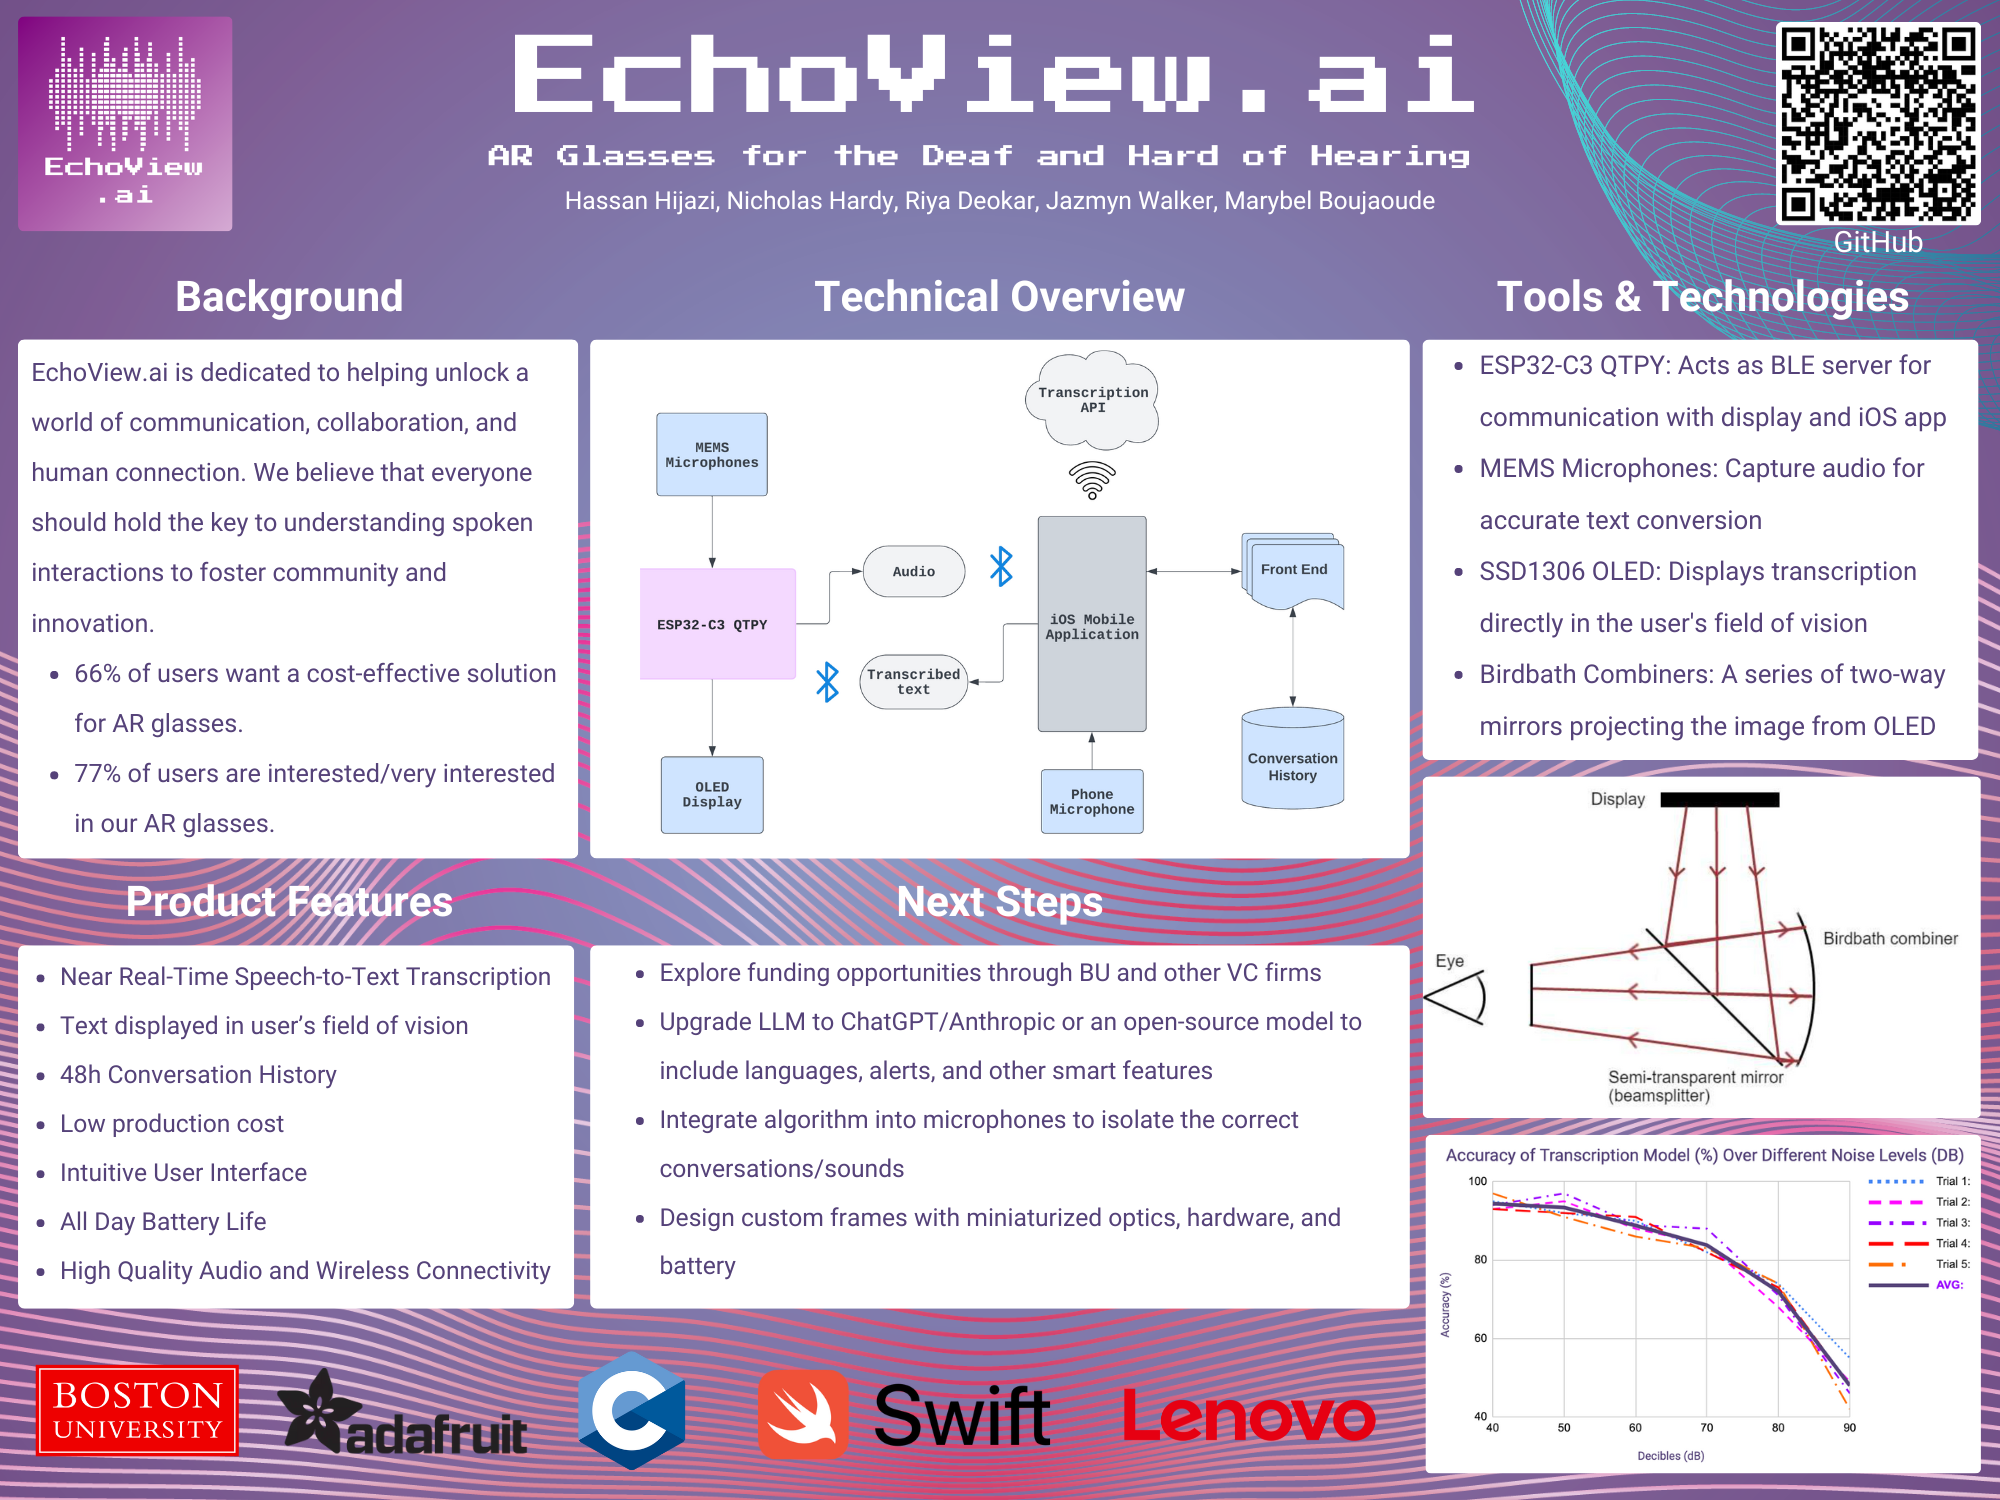 EchoView
.ai
EchoView.ai
AR Glasses for the Deaf and Hard of Hearing
Hassan Hijazi, Nicholas Hardy, Riya Deokar, Jazmyn Walker, Marybel Boujaoude
GitHub
Background
EchoView.ai is dedicated to helping unlock a
world of communication, collaboration, and
human connection. We believe that everyone
should hold the key to understanding spoken
interactions to foster community and
innovation.
• 66% of users want a cost-effective solution
for AR glasses.
• 77% of users are interested/very interested
in our AR glasses.
Technical Overview
Transcription
API
MEMS
Microphones
Audio
ESP32-C3 QTPY
Transcribed
text
iOS Mobile
Application
Front End
OLED
Display
Phone
Microphone
Conversation
History
Tools & Technologies
• ESP32-C3 QTPY: Acts as BLE server for
communication with display and iOS app
• MEMS Microphones: Capture audio for
accurate text conversion
• SSD1306 OLED: Displays transcription
directly in the user's field of vision
• Birdbath Combiners: A series of two-way
mirrors projecting the image from OLED
Display
Birdbath combiner
Eye
Semi-transparent mirror
(beamsplitter)
Product Features
• Near Real-Time Speech-to-Text Transcription
• Text displayed in user’s field of vision
• 48h Conversation History
• Low production cost
• Intuitive User Interface
• All Day Battery Life
• High Quality Audio and Wireless Connectivity
Next Steps
• Explore funding opportunities through BU and other VC firms
• Upgrade LLM to ChatGPT/Anthropic or an open-source model to
include languages, alerts, and other smart features
• Integrate algorithm into microphones to isolate the correct
conversations/sounds
• Design custom frames with miniaturized optics, hardware, and
battery
Accuracy of Transcription Model (%) Over Different Noise Levels (DB)
100
80
60
40
Accuracy (%)
40 50 60 70 80 90
Decibles (dB)
Trial 1:
Trial 2:
Trial 3:
Trial 4:
Trial 5:
AVG:
BOSTON
UNIVERSITY
adafruit
C
Swift
Lenovo